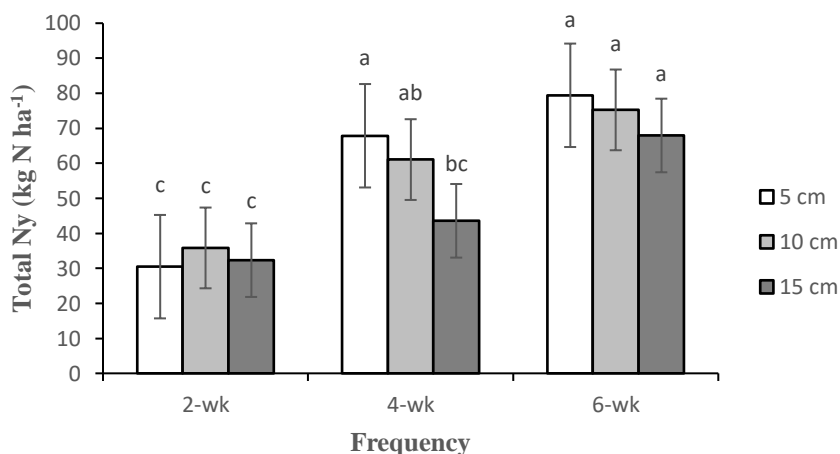 100
90
80
70
60
50
40
30
20
10
0
Total Ny (kg N ha⁻¹)
c c c
a ab bc
a a a
2-wk 4-wk 6-wk
Frequency
5 cm
10 cm
15 cm